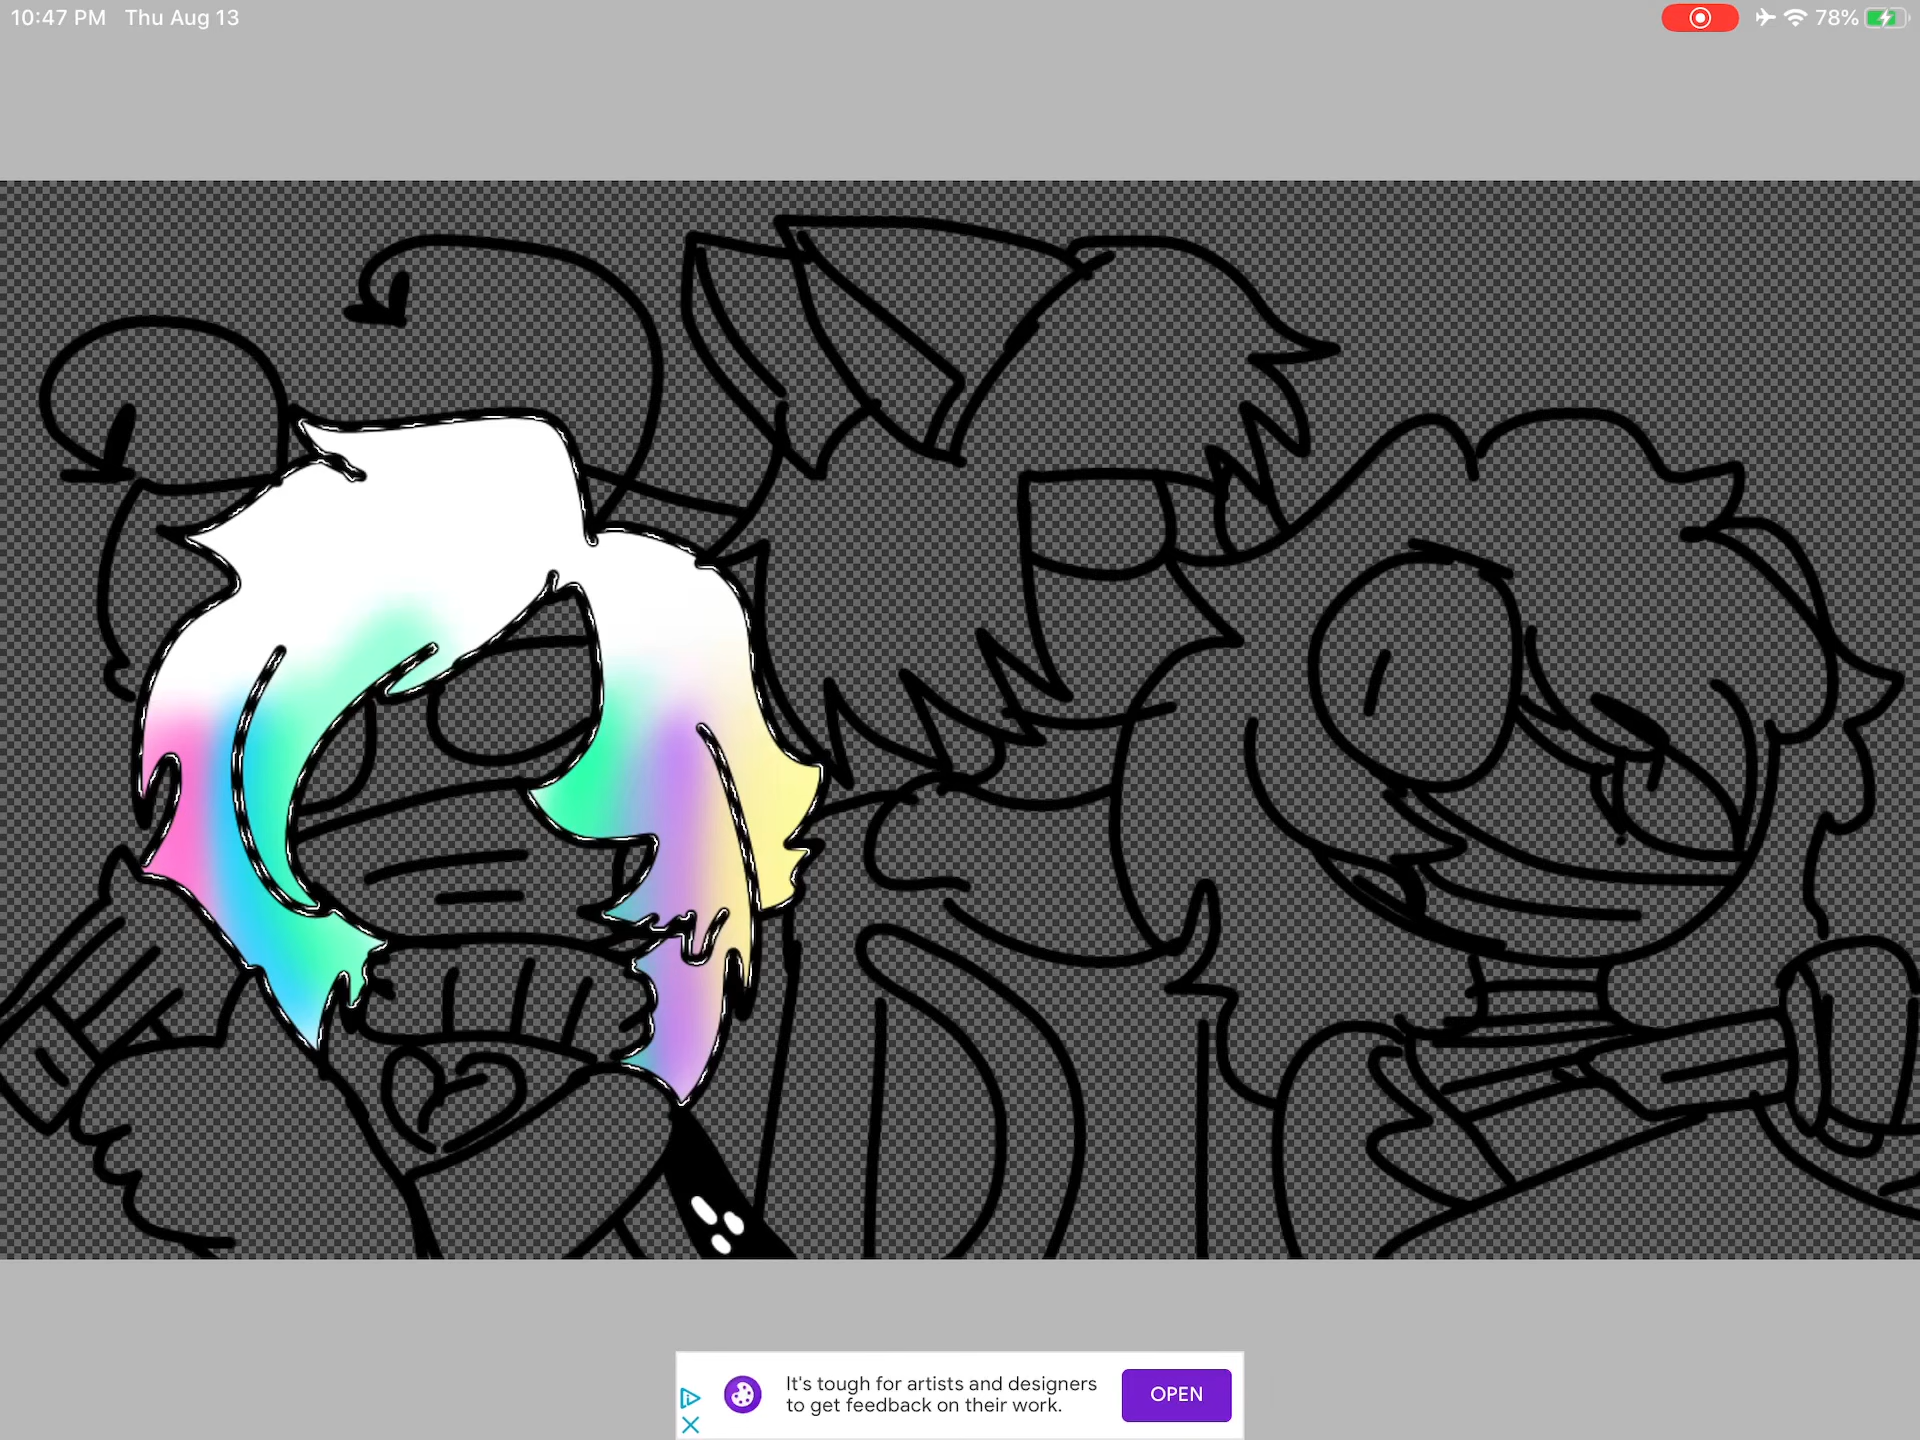 10:47 PM Thu Aug 13
78%
It's tough for artists and designers
to get feedback on their work.
OPEN